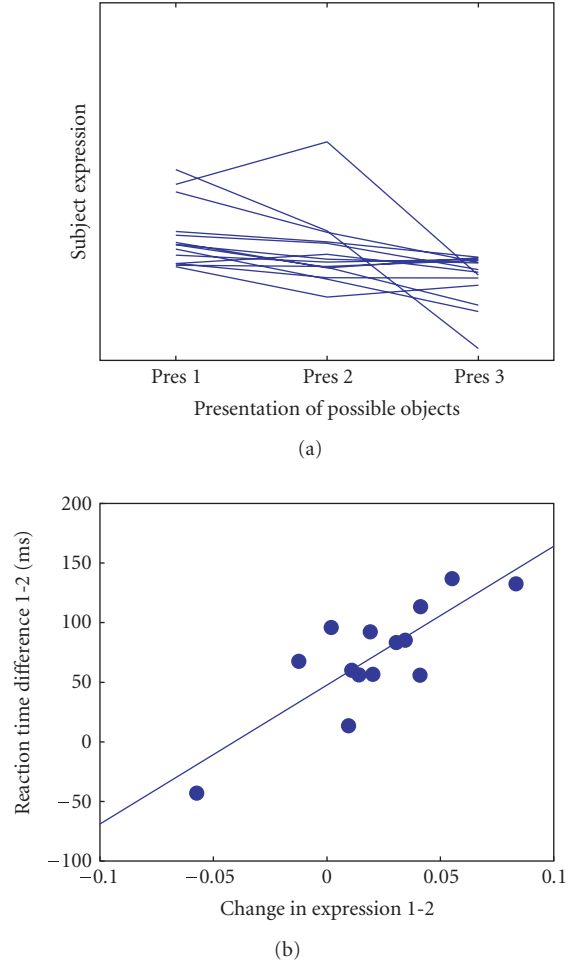 Subject expression
Pres 1 Pres 2 Pres 3
Presentation of possible objects
(a)
Reaction time difference 1-2 (ms)
200
150
100
50
0
−50
−100
−0.1 −0.05 0 0.05 0.1
Change in expression 1-2
(b)